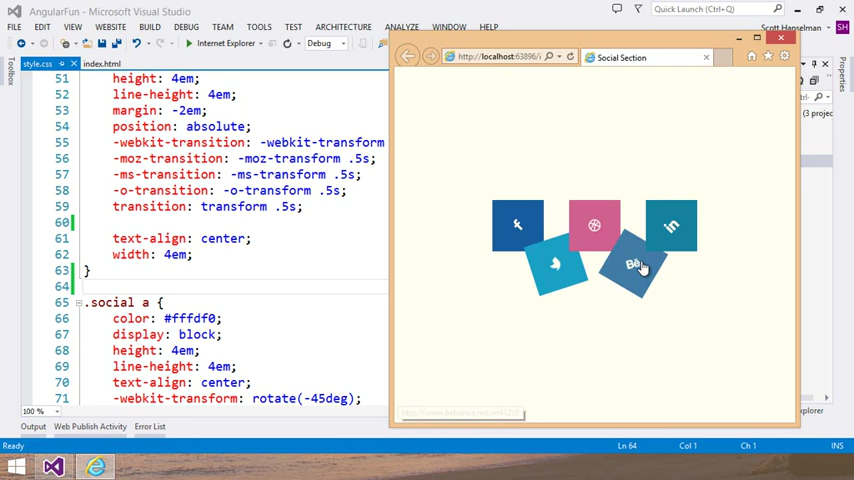 AngularFun - Microsoft Visual Studio
Quick Launch (Ctrl+Q)
FILE EDIT VIEW WEBSITE BUILD DEBUG TEAM TOOLS TEST ARCHITECTURE ANALYZE WINDOW HELP
Scott Hanselman SH
Internet Explorer Debug
http://localhost:63896/i
Social Section
Toolbox
style.css index.html
Properties
(3 proj
51 height: 4em;
52 line-height: 4em;
53 margin: -2em;
54 position: absolute;
55 -webkit-transition: -webkit-transform
56 -moz-transition: -moz-transform .5s;
57 -ms-transition: -ms-transform .5s;
58 -o-transition: -o-transform .5s;
59 transition: transform .5s;
60
61 text-align: center;
62 width: 4em;
63 }
64
65 .social a {
66 color: #fffdf0;
67 display: block;
68 height: 4em;
69 line-height: 4em;
70 text-align: center;
71 -webkit-transform: rotate(-45deg);
f
in
Bē
100 %
xplorer
Output Web Publish Activity Error List
Ready Ln 64 Col 1 Ch 1 INS